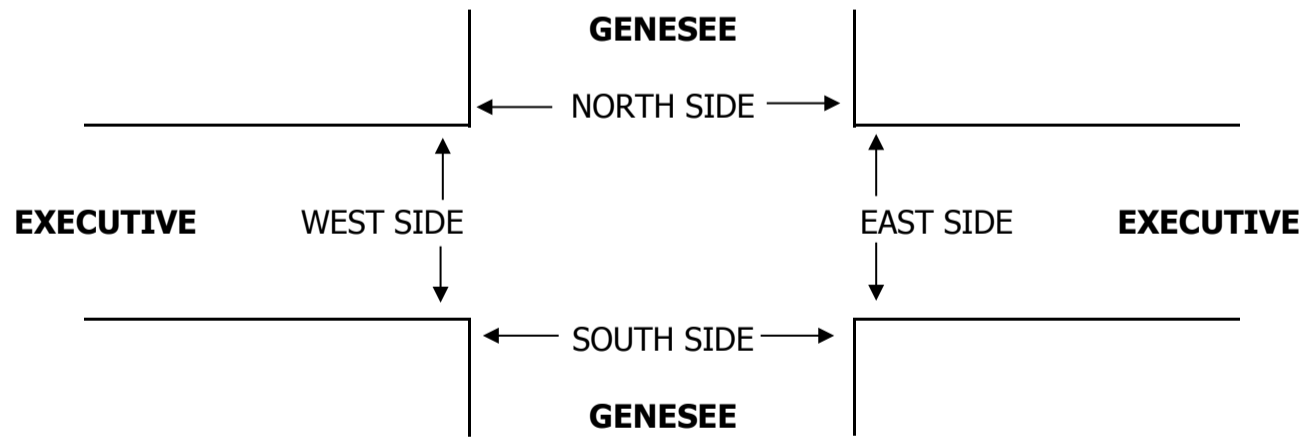 GENESEE
NORTH SIDE
EXECUTIVE WEST SIDE EAST SIDE EXECUTIVE
SOUTH SIDE
GENESEE